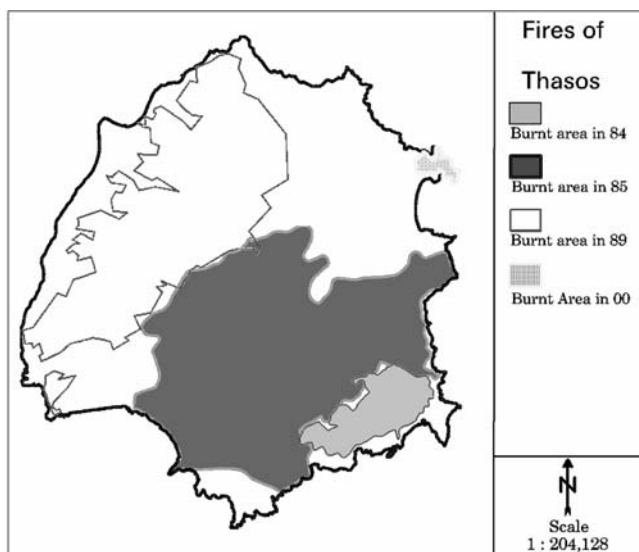 Fires of
Thasos
Burnt area in 84
Burnt area in 85
Burnt area in 89
Burnt Area in 00
N
Scale
1 : 204,128